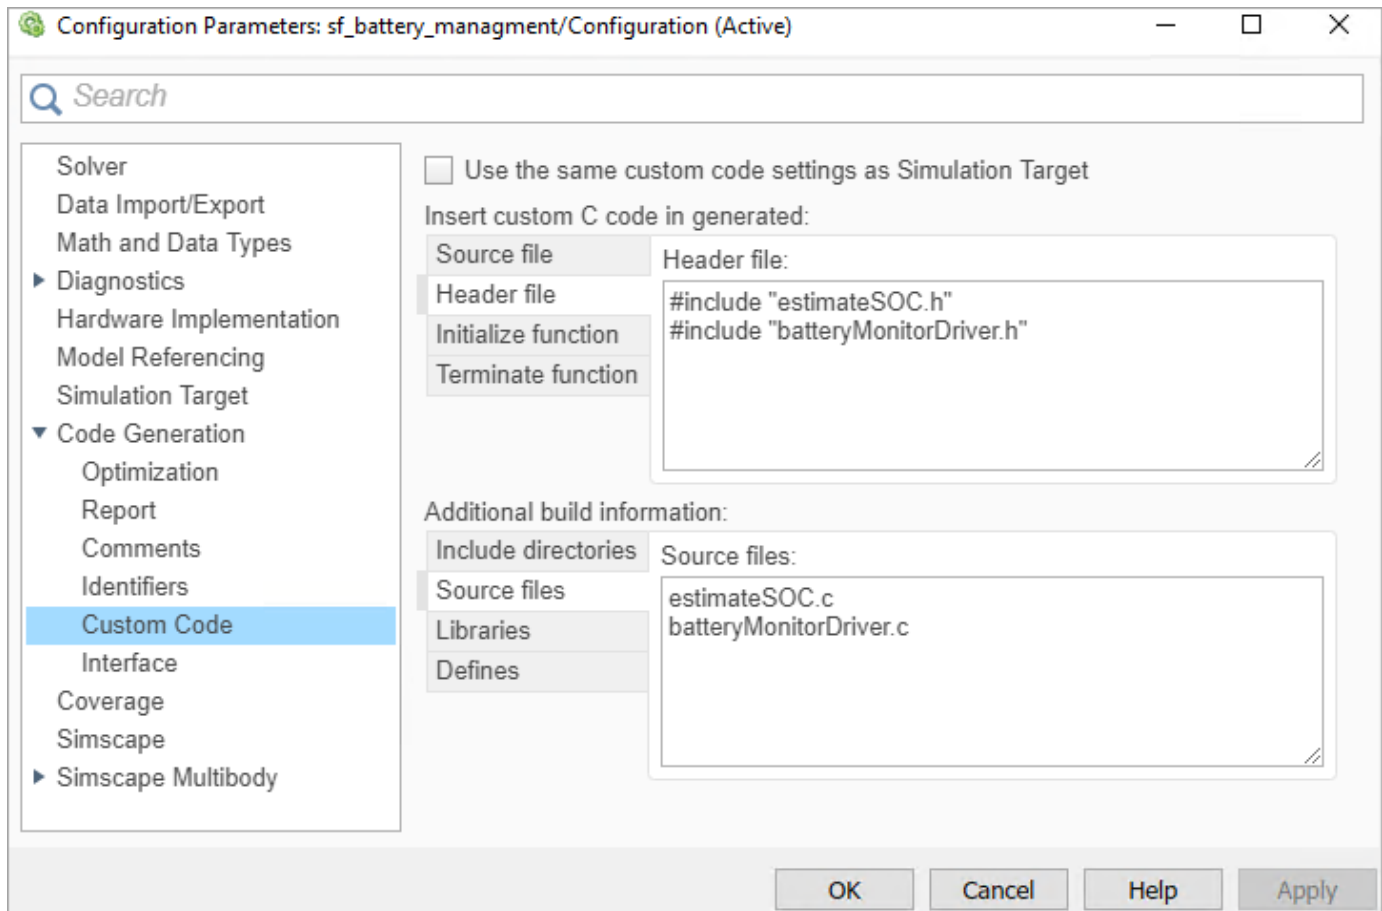 Configuration Parameters: sf_battery_managment/Configuration (Active)
Search
Solver
Data Import/Export
Math and Data Types
Diagnostics
Hardware Implementation
Model Referencing
Simulation Target
Code Generation
Optimization
Report
Comments
Identifiers
Custom Code
Interface
Coverage
Simscape
Simscape Multibody
Use the same custom code settings as Simulation Target
Insert custom C code in generated:
Source file
Header file
Initialize function
Terminate function
Header file:
#include "estimateSOC.h"
#include "batteryMonitorDriver.h"
Additional build information:
Include directories
Source files
Libraries
Defines
Source files:
estimateSOC.c
batteryMonitorDriver.c
OK
Cancel
Help
Apply